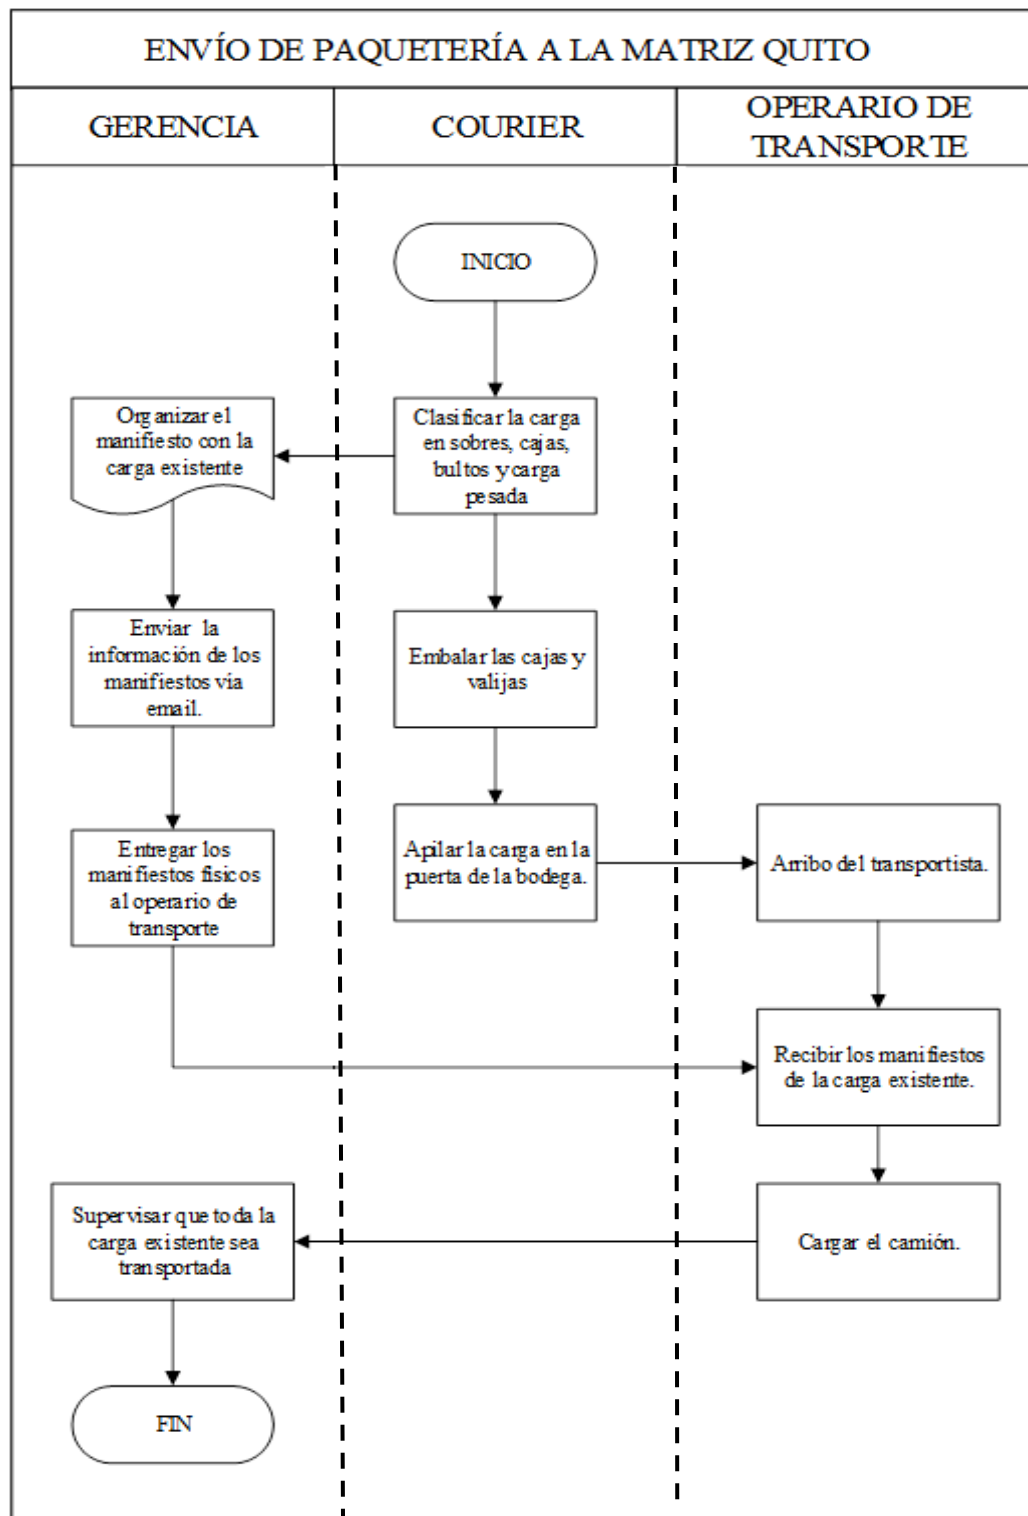 ENVÍO DE PAQUETERÍA A LA MATRIZ QUITO
GERENCIA
COURIER
OPERARIO DE
TRANSPORTE
INICIO
Organizar el
manifiesto con la
carga existente
Clasificar la carga
en sobres, cajas,
bultos y carga
pesada
Enviar la
información de los
manifiestos vía
email.
Embalar las cajas y
valijas
Entregar los
manifiestos físicos
al operario de
transporte
Apilar la carga en la
puerta de la bodega.
Arribo del transportista.
Recibir los manifiestos
de la carga existente.
Supervisar que toda la
carga existente sea
transportada
Cargar el camión.
FIN